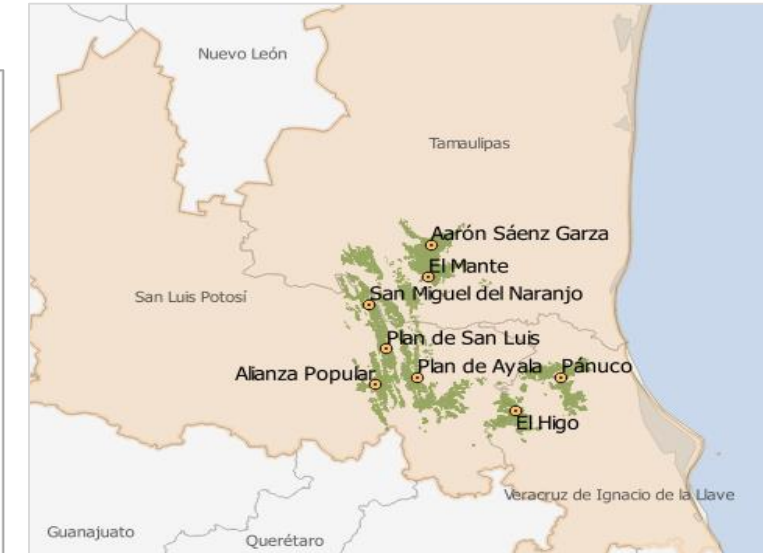 Nuevo León
Tamaulipas
Aarón Sáenz Garza
El Mante
San Luis Potosí
San Miguel del Naranjo
Plan de San Luis
Alianza Popular
Plan de Ayala
Pánuco
El Higo
Veracruz de Ignacio de la Llave
Guanajuato
Querétaro